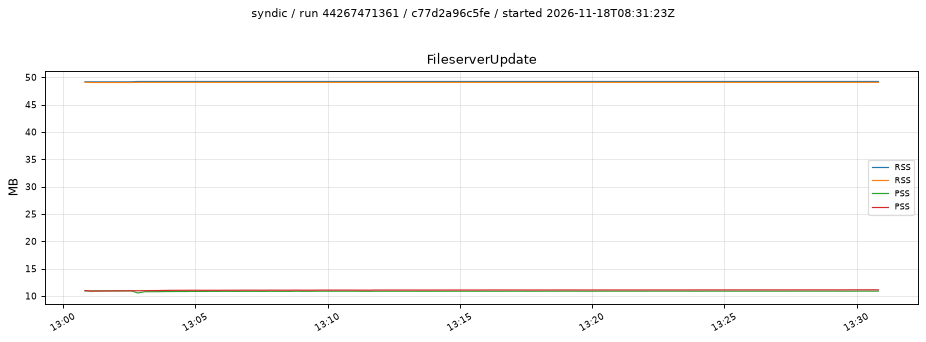 syndic / run 44267471361 / c77d2a96c5fe / started 2026-11-18T08:31:23Z
FileserverUpdate
MB
50
45
40
35
30
25
20
15
10
RSS
RSS
PSS
PSS
13:00
13:05
13:10
13:15
13:20
13:25
13:30